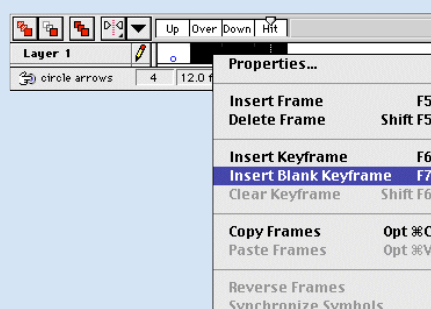 Up Over Down Hit
Layer 1
circle arrows 4 12.0 f
Properties...
Insert Frame F5
Delete Frame Shift F5
Insert Keyframe F6
Insert Blank Keyframe F7
Clear Keyframe Shift F6
Copy Frames Opt ⌘C
Paste Frames Opt ⌘V
Reverse Frames
Synchronize Symbols